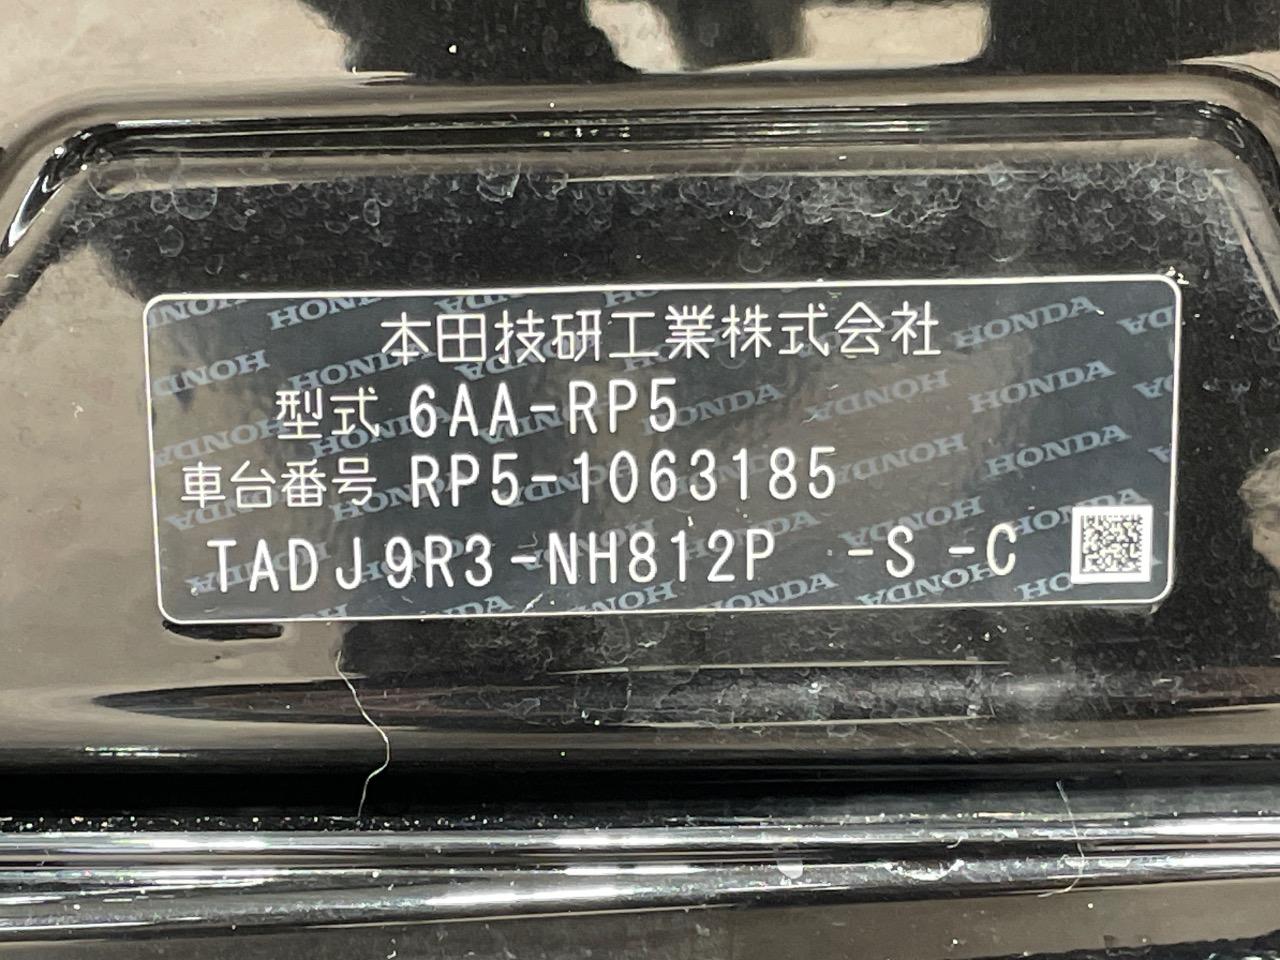 本田技研工業株式会社
型式 6AA-RP5
車台番号 RP5-1063185
TADJ9R3-NH812P -S -C